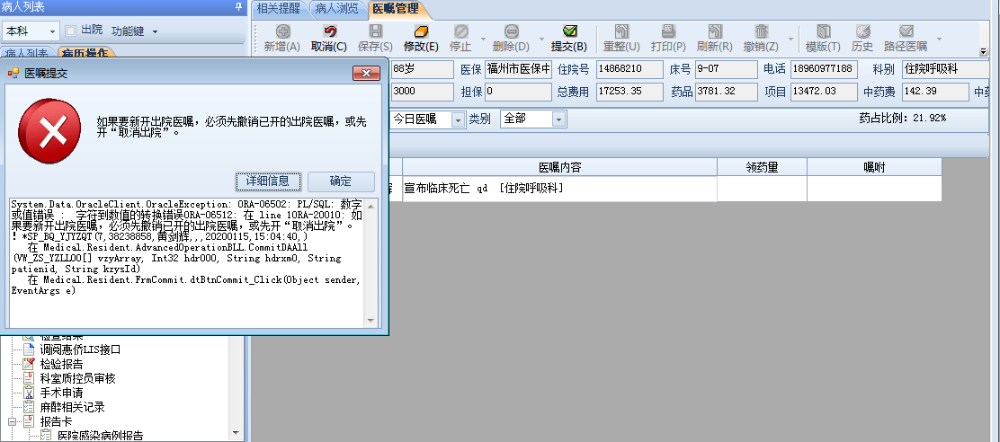 病人列表
相关提醒 病人浏览 医嘱管理
本科 出院 功能键
新增(A) 取消(C) 保存(S) 修改(E) 停止 删除(D) 提交(B) 重整(U) 打印(P) 刷新(R) 撤销(Z) 模版(T) 历史 路径医嘱
病人列表 病历操作
88岁 医保 福州市医保中 住院号 14868210 床号 9-07 电话 18960977188 科别 住院呼吸科
3000 担保 0 总费用 17253.35 药品 3781.32 项目 13472.03 中药费 142.39
今日医嘱 类别 全部 药占比例: 21.92%
医嘱内容 领药量 嘱咐
宣布临床死亡 qd [住院呼吸科]
医嘱提交
如果要新开出院医嘱，必须先撤销已开的出院医嘱，或先
开“取消出院”。
详细信息 确定
System.Data.OracleClient.OracleException: ORA-06502: PL/SQL: 数字
或值错误 :  字符到数值的转换错误ORA-06512: 在 line 1ORA-20010: 如
果要新开出院医嘱，必须先撤销已开的出院医嘱，或先开“取消出院”。
! *SP_BQ_YJYZQT(7,38238858,黄剑辉,,,20200115,15:04:40,)
在 Medical.Resident.AdvancedOperationBLL.CommitDAAll
(VW_ZS_YZLLOO[] vzyArray, Int32 hdr000, String hdrxm0, String
patienid, String kzysId)
在 Medical.Resident.FrmCommit.dtBtnCommit_Click(Object sender,
EventArgs e)
检查结果
调阅惠侨LIS接口
检验报告
科室质控员审核
手术申请
麻醉相关记录
报告卡
医院感染病例报告